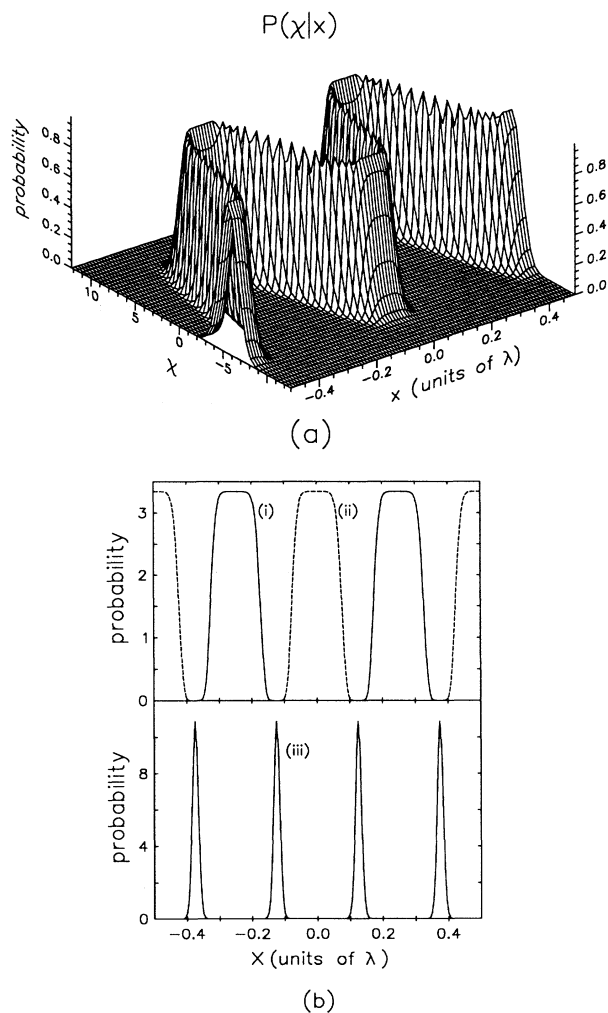 P(χ|x)
probability
0.8
0.6
0.4
0.2
0.0
0.8
0.6
0.4
0.2
0.0
10
5
0
−5
χ
−0.4
−0.2
0.0
0.2
0.4
x (units of λ)
(a)
probability
3
2
1
0
(i)
(ii)
probability
8
4
0
(iii)
−0.4
−0.2
0.0
0.2
0.4
X (units of λ)
(b)